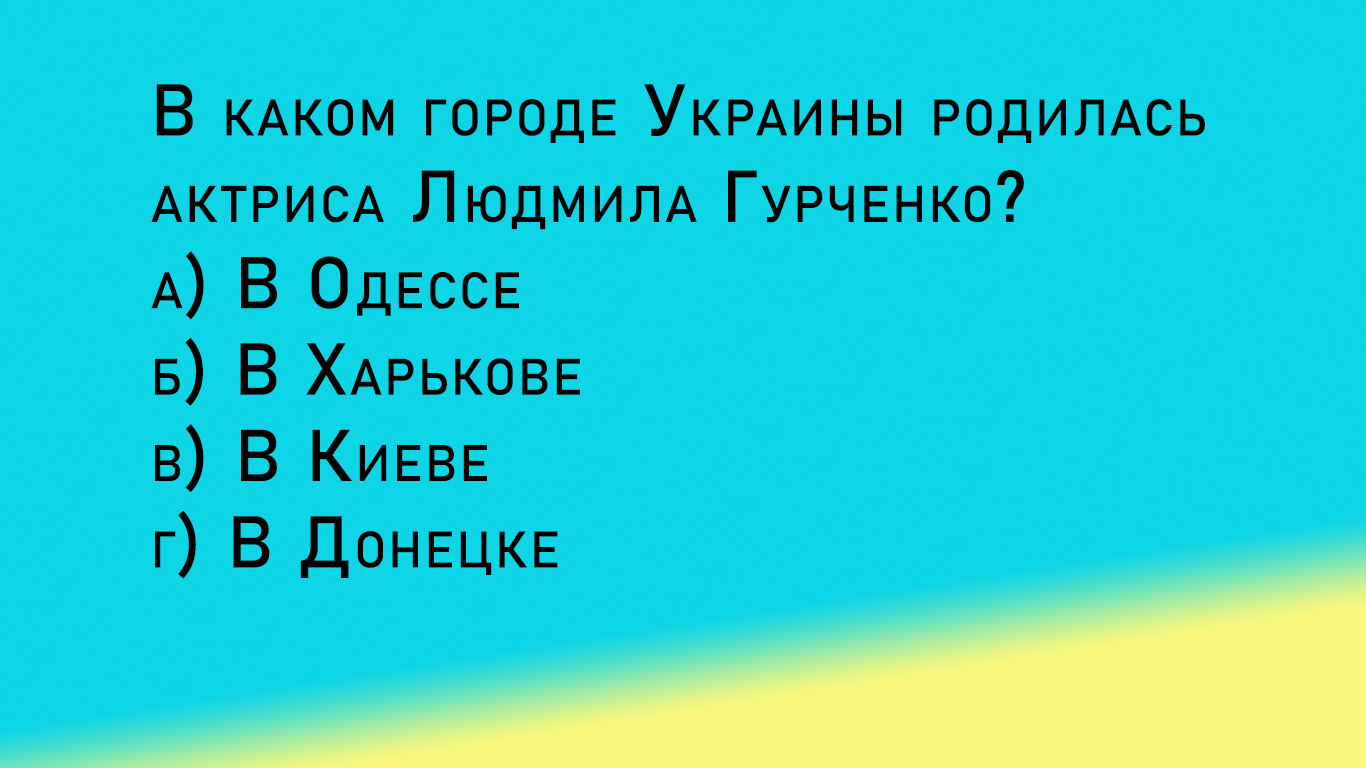 В каком городе Украины родилась
актриса Людмила Гурченко?
а) В Одессе
б) В Харькове
в) В Киеве
г) В Донецке